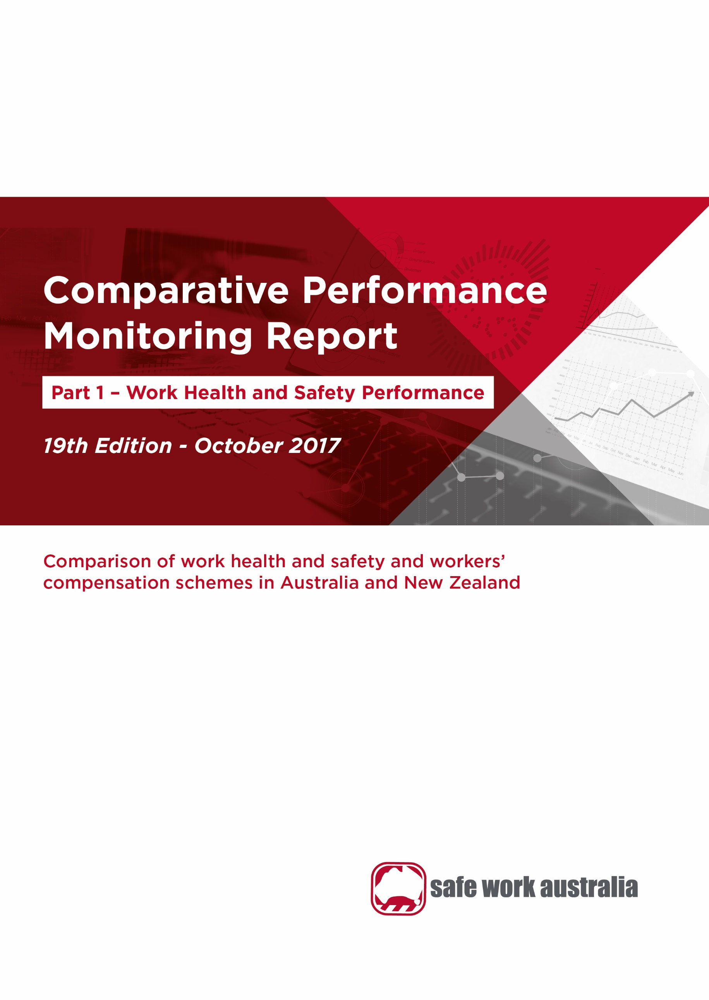 Comparative Performance
Monitoring Report
Part 1 – Work Health and Safety Performance
19th Edition - October 2017
Comparison of work health and safety and workers’
compensation schemes in Australia and New Zealand
safe work australia